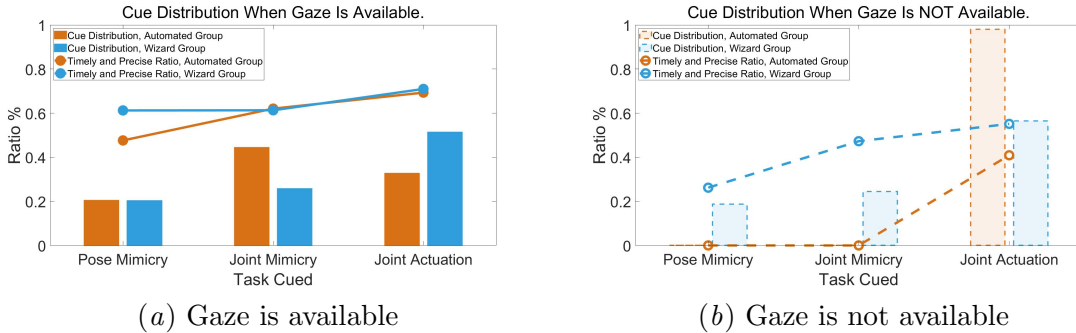 Cue Distribution When Gaze Is Available.
Cue Distribution, Automated Group
Cue Distribution, Wizard Group
Timely and Precise Ratio, Automated Group
Timely and Precise Ratio, Wizard Group
Ratio %
1
0.8
0.6
0.4
0.2
0
Pose Mimicry
Joint Mimicry
Joint Actuation
Task Cued
(a) Gaze is available
Cue Distribution When Gaze Is NOT Available.
Cue Distribution, Automated Group
Cue Distribution, Wizard Group
Timely and Precise Ratio, Automated Group
Timely and Precise Ratio, Wizard Group
Ratio %
1
0.8
0.6
0.4
0.2
0
Pose Mimicry
Joint Mimicry
Joint Actuation
Task Cued
(b) Gaze is not available